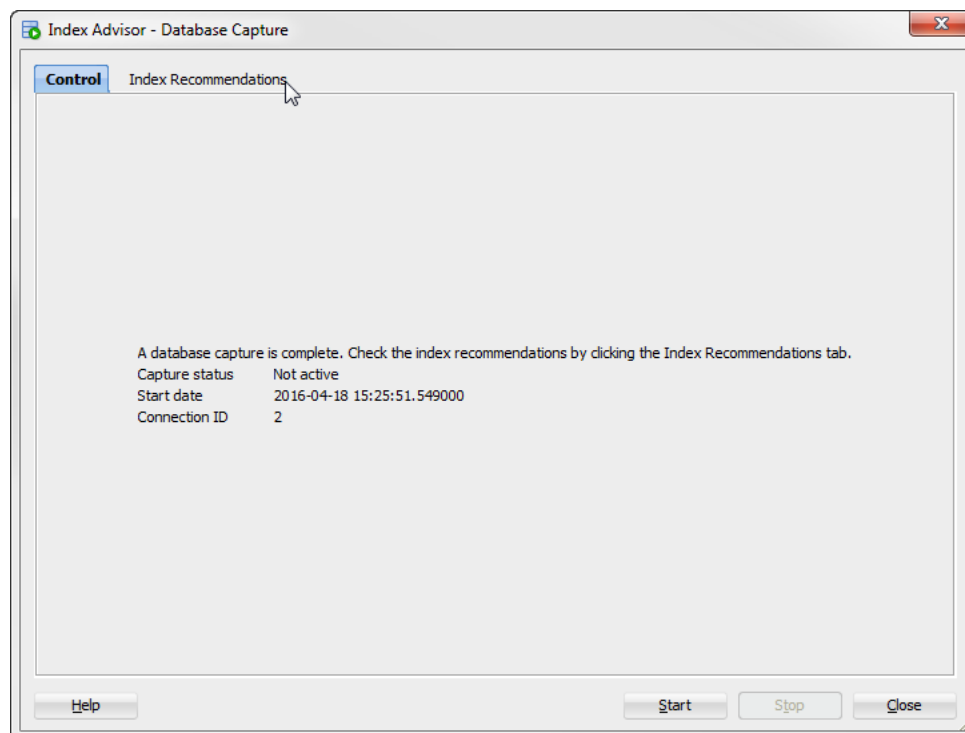 Index Advisor - Database Capture
X
Control Index Recommendations
A database capture is complete. Check the index recommendations by clicking the Index Recommendations tab.
Capture status Not active
Start date 2016-04-18 15:25:51.549000
Connection ID 2
Help Start Stop Close